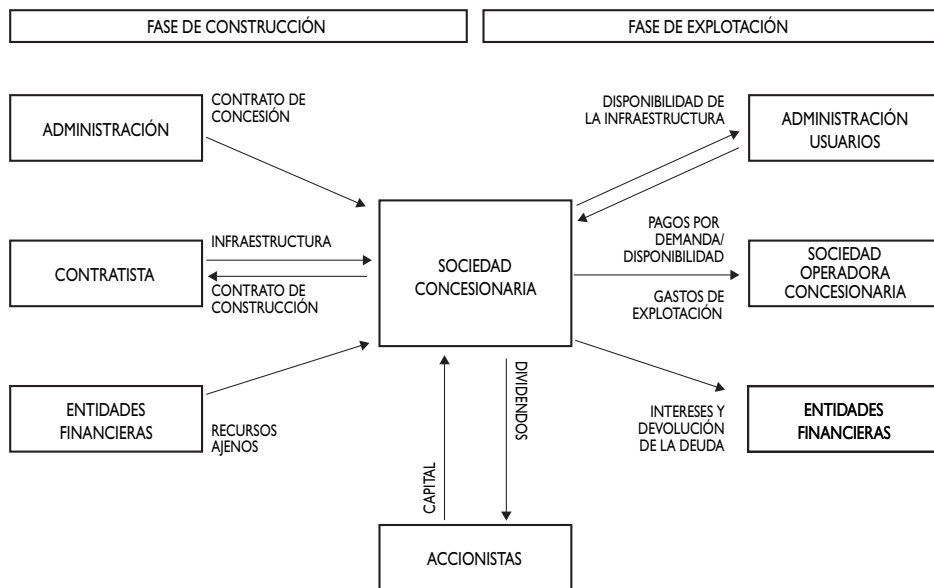 FASE DE CONSTRUCCIÓN
FASE DE EXPLOTACIÓN
ADMINISTRACIÓN
CONTRATO DE
CONCESIÓN
DISPONIBILIDAD DE
LA INFRAESTRUCTURA
ADMINISTRACIÓN
USUARIOS
CONTRATISTA
INFRAESTRUCTURA
CONTRATO DE
CONSTRUCCIÓN
SOCIEDAD
CONCESIONARIA
PAGOS POR
DEMANDA/
DISPONIBILIDAD
GASTOS DE
EXPLOTACIÓN
SOCIEDAD
OPERADORA
CONCESIONARIA
ENTIDADES
FINANCIERAS
RECURSOS
AJENOS
CAPITAL
DIVIDENDOS
INTERESES Y
DEVOLUCIÓN
DE LA DEUDA
ENTIDADES
FINANCIERAS
ACCIONISTAS